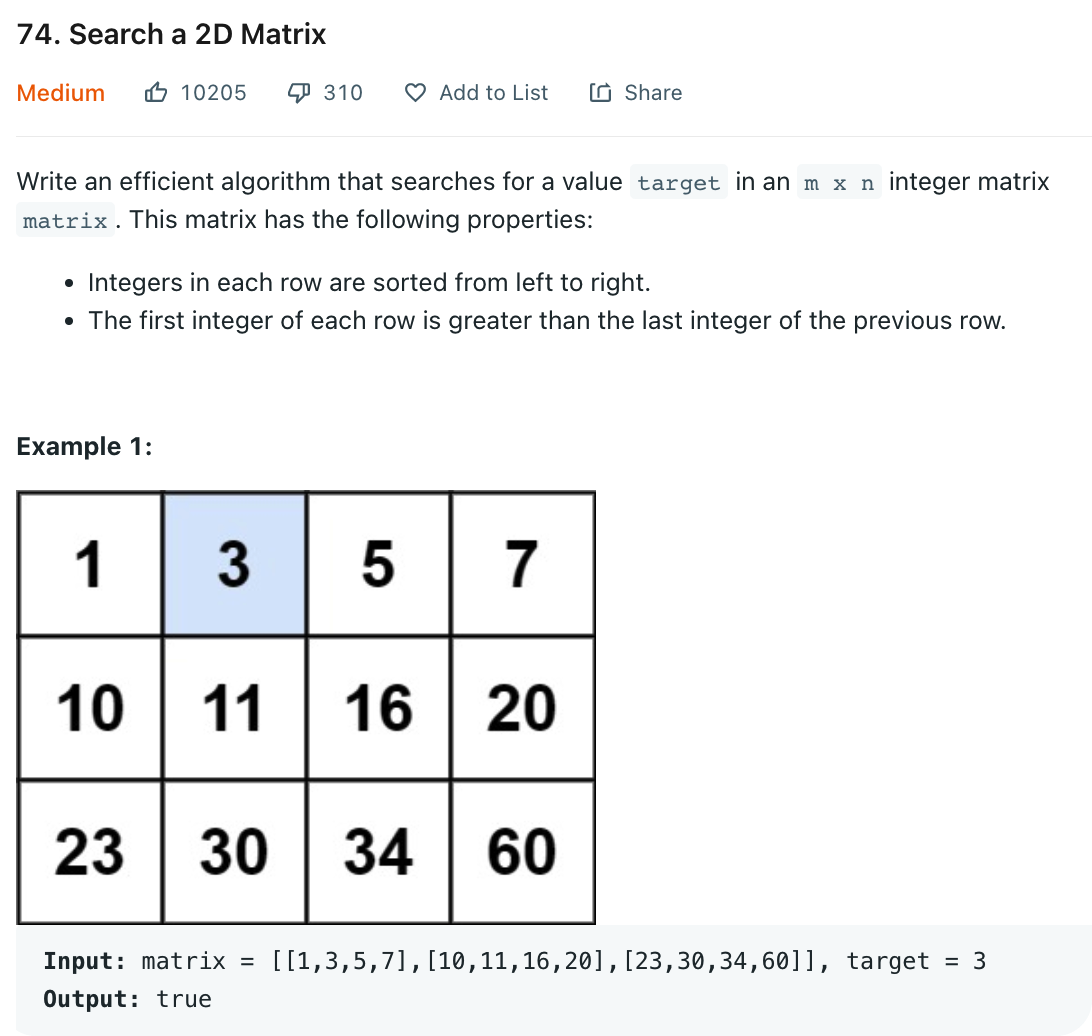 74. Search a 2D Matrix
Medium 10205 310 Add to List Share
Write an efficient algorithm that searches for a value target in an m x n integer matrix
matrix. This matrix has the following properties:
• Integers in each row are sorted from left to right.
• The first integer of each row is greater than the last integer of the previous row.
Example 1:
1 3 5 7
10 11 16 20
23 30 34 60
Input: matrix = [[1,3,5,7],[10,11,16,20],[23,30,34,60]], target = 3
Output: true